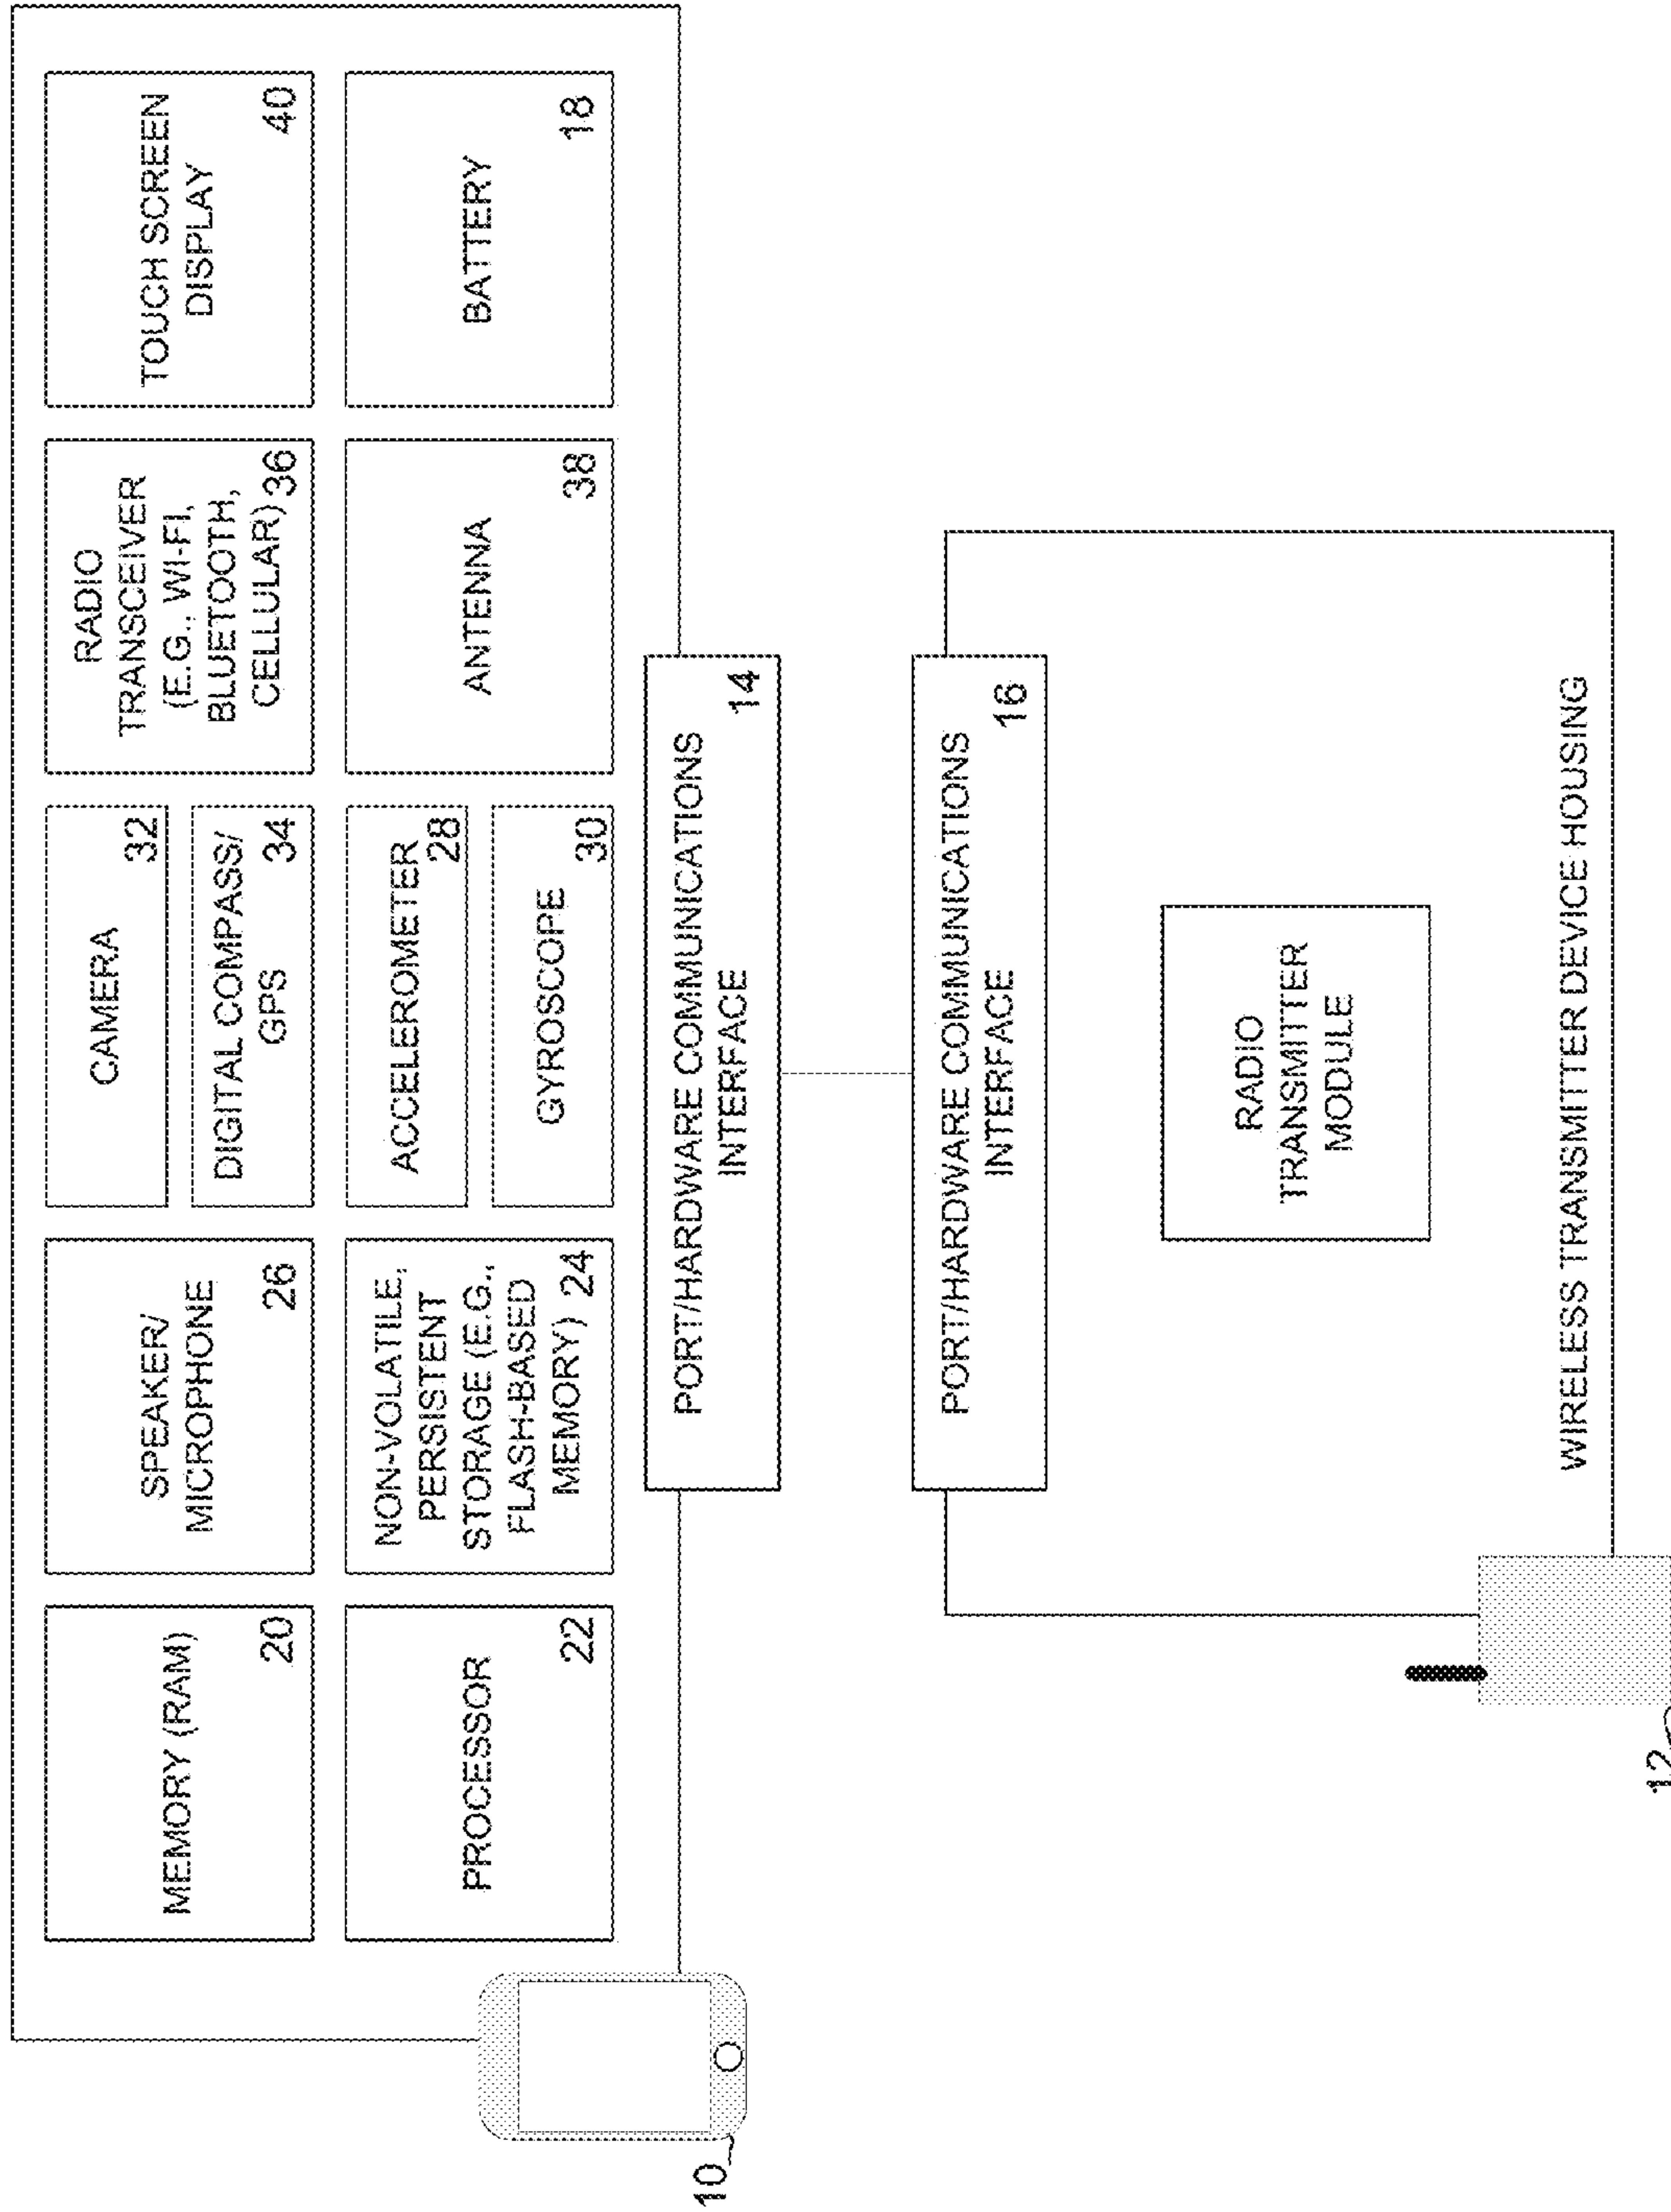 MEMORY (RAM)
20
SPEAKER/
MICROPHONE
26
CAMERA
32
DIGITAL COMPASS/
GPS 34
RADIO
TRANSCEIVER
(E.G., WI-FI,
BLUETOOTH,
CELLULAR) 36
TOUCH SCREEN
DISPLAY
40
PROCESSOR
22
NON-VOLATILE,
PERSISTENT
STORAGE (E.G.,
FLASH-BASED
MEMORY) 24
ACCELEROMETER
28
GYROSCOPE
30
ANTENNA
38
BATTERY
18
10
PORT/HARDWARE COMMUNICATIONS
INTERFACE 14
PORT/HARDWARE COMMUNICATIONS
INTERFACE 16
RADIO
TRANSMITTER
MODULE
WIRELESS TRANSMITTER DEVICE HOUSING
12